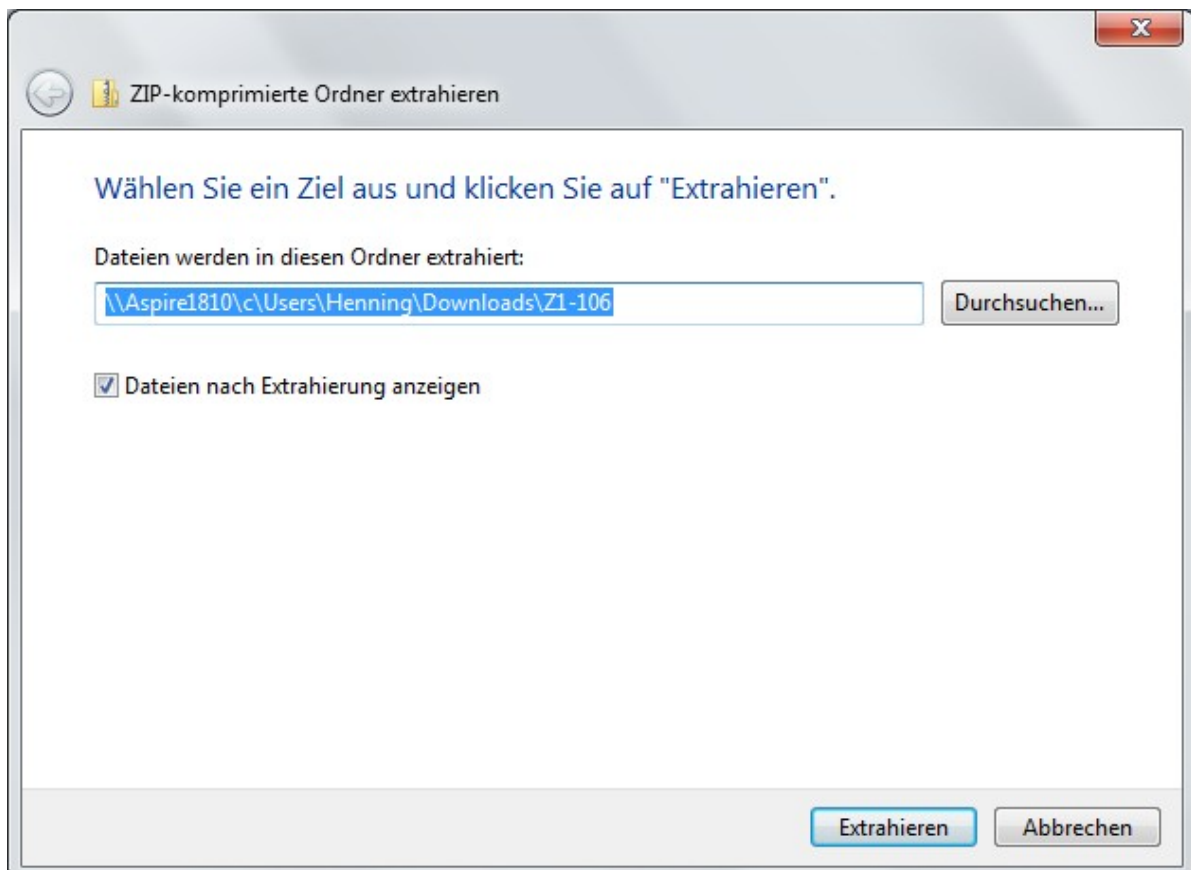 ZIP-komprimierte Ordner extrahieren
Wählen Sie ein Ziel aus und klicken Sie auf "Extrahieren".
Dateien werden in diesen Ordner extrahiert:
\\Aspire1810\c\Users\Henning\Downloads\Z1-106
Durchsuchen...
Dateien nach Extrahierung anzeigen
Extrahieren
Abbrechen